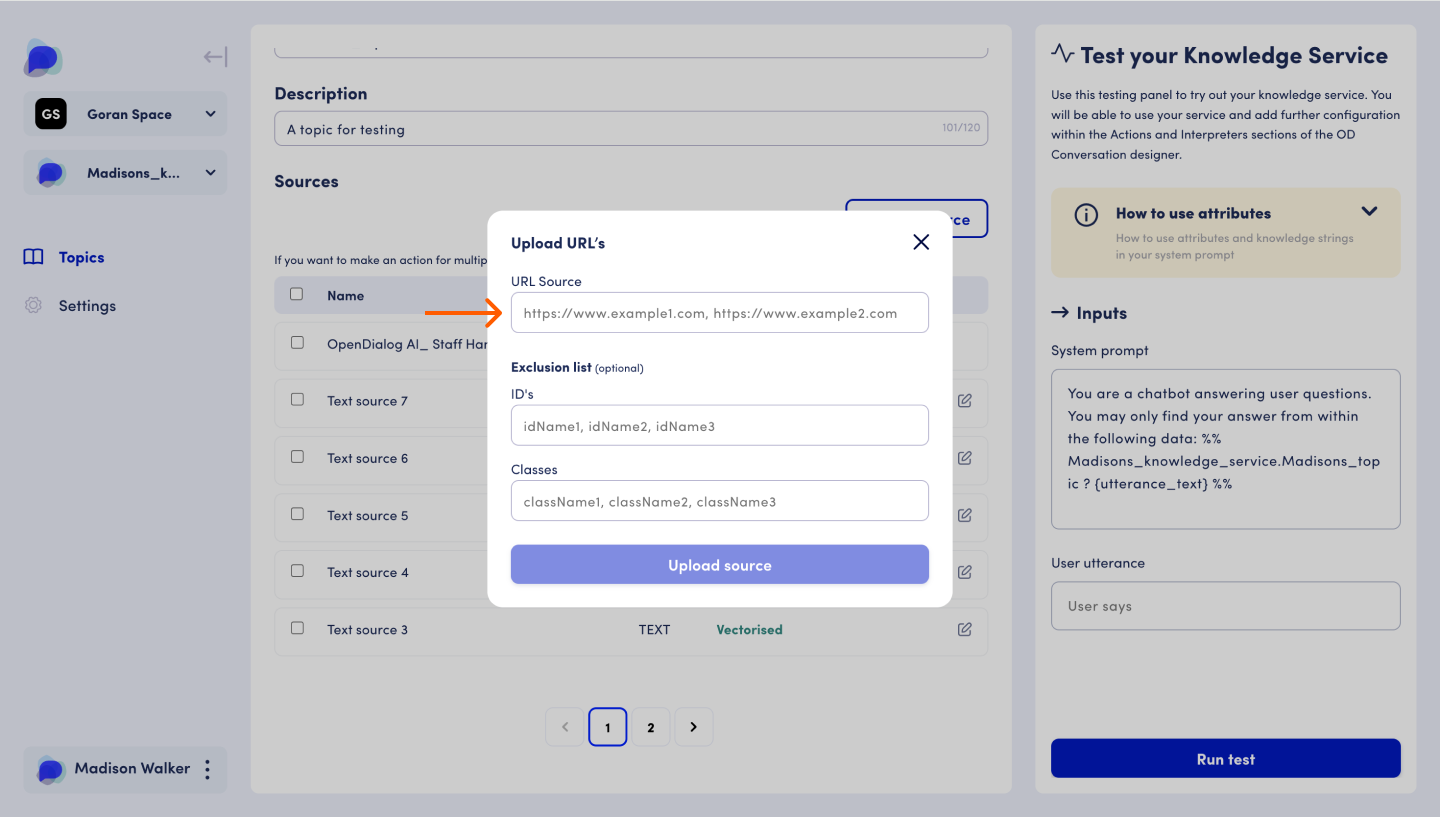 GS
Goran Space
Madisons_k...
Topics
Settings
Madison Walker
Description
A topic for testing
101/120
Sources
If you want to make an action for multip
Name
OpenDialog AI_ Staff Har
Text source 7
Text source 6
Text source 5
Text source 4
Text source 3 TEXT Vectorised
1 2
Upload URL’s
URL Source
https://www.example1.com, https://www.example2.com
Exclusion list (optional)
ID's
idName1, idName2, idName3
Classes
className1, className2, className3
Upload source
Test your Knowledge Service
Use this testing panel to try out your knowledge service. You
will be able to use your service and add further configuration
within the Actions and Interpreters sections of the OD
Conversation designer.
How to use attributes
How to use attributes and knowledge strings
in your system prompt
Inputs
System prompt
You are a chatbot answering user questions.
You may only find your answer from within
the following data: %%
Madisons_knowledge_service.Madisons_top
ic ? {utterance_text} %%
User utterance
User says
Run test